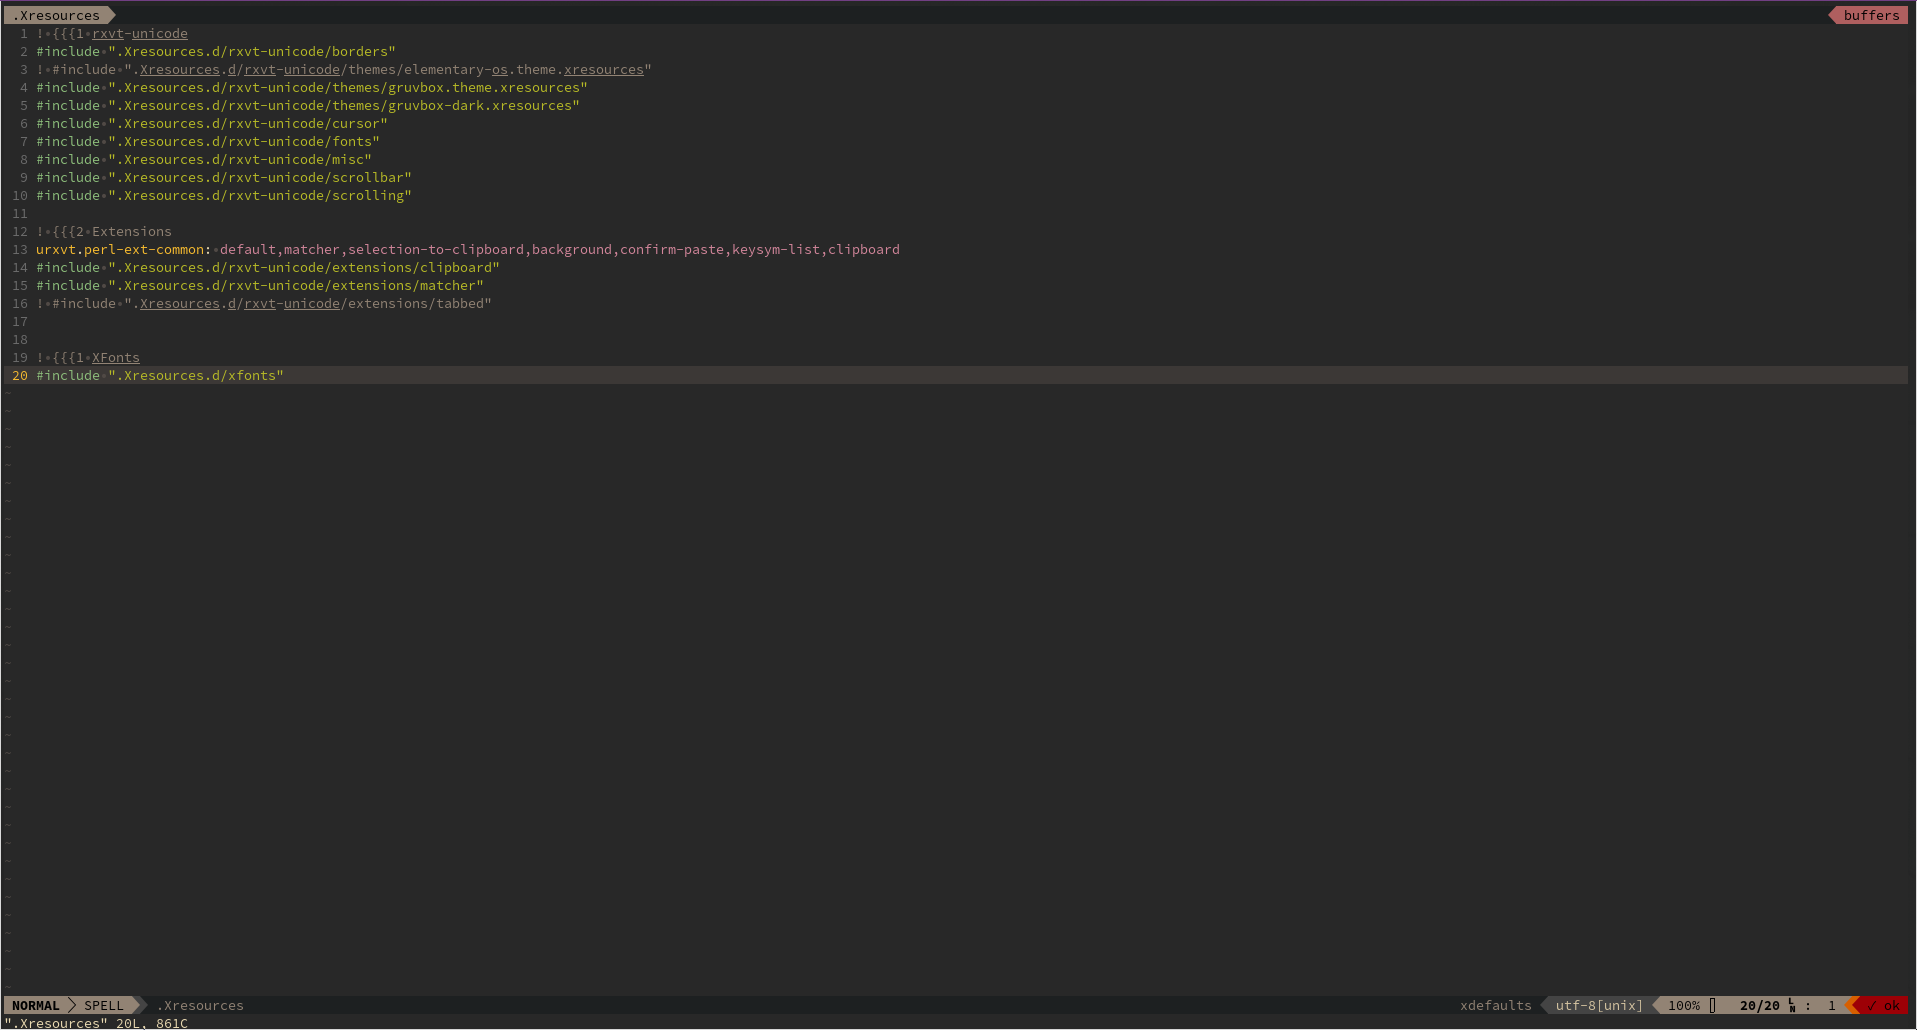 .Xresources buffers
1 ! {{{1 rxvt-unicode
2 #include ".Xresources.d/rxvt-unicode/borders"
3 ! #include ".Xresources.d/rxvt-unicode/themes/elementary-os.theme.xresources"
4 #include ".Xresources.d/rxvt-unicode/themes/gruvbox.theme.xresources"
5 #include ".Xresources.d/rxvt-unicode/themes/gruvbox-dark.xresources"
6 #include ".Xresources.d/rxvt-unicode/cursor"
7 #include ".Xresources.d/rxvt-unicode/fonts"
8 #include ".Xresources.d/rxvt-unicode/misc"
9 #include ".Xresources.d/rxvt-unicode/scrollbar"
10 #include ".Xresources.d/rxvt-unicode/scrolling"
11
12 ! {{{2 Extensions
13 urxvt.perl-ext-common: default,matcher,selection-to-clipboard,background,confirm-paste,keysym-list,clipboard
14 #include ".Xresources.d/rxvt-unicode/extensions/clipboard"
15 #include ".Xresources.d/rxvt-unicode/extensions/matcher"
16 ! #include ".Xresources.d/rxvt-unicode/extensions/tabbed"
17
18
19 ! {{{1 XFonts
20 #include ".Xresources.d/xfonts"
NORMAL SPELL .Xresources xdefaults utf-8[unix] 100% 20/20 LN : 1 ✓ ok
".Xresources" 20L, 861C